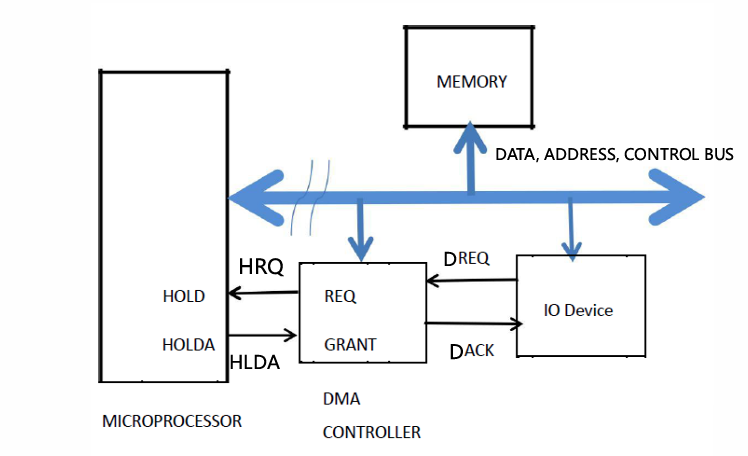 MEMORY
DATA, ADDRESS, CONTROL BUS
HRQ
DREQ
HOLD
REQ
IO Device
HOLDA
GRANT
HLDA
DACK
DMA
CONTROLLER
MICROPROCESSOR